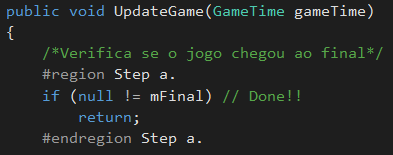 public void UpdateGame(GameTime gameTime)
{
/*Verifica se o jogo chegou ao final*/
#region Step a.
if (null != mFinal) // Done!!
return;
#endregion Step a.